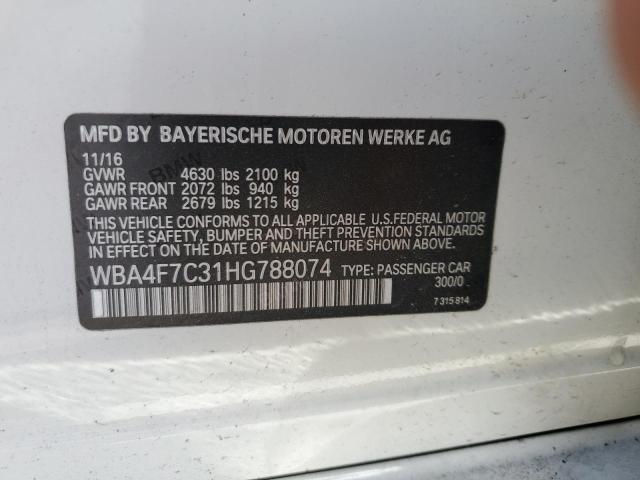 MFD BY BAYERISCHE MOTOREN WERKE AG
11/16
GVWR 4630 lbs 2100 kg
GAWR FRONT 2072 lbs 940 kg
GAWR REAR 2679 lbs 1215 kg
THIS VEHICLE CONFORMS TO ALL APPLICABLE U.S.FEDERAL MOTOR
VEHICLE SAFETY, BUMPER AND THEFT PREVENTION STANDARDS
IN EFFECT ON THE DATE OF MANUFACTURE SHOWN ABOVE.
WBA4F7C31HG788074 TYPE: PASSENGER CAR
300/0
7 315 814
BMW